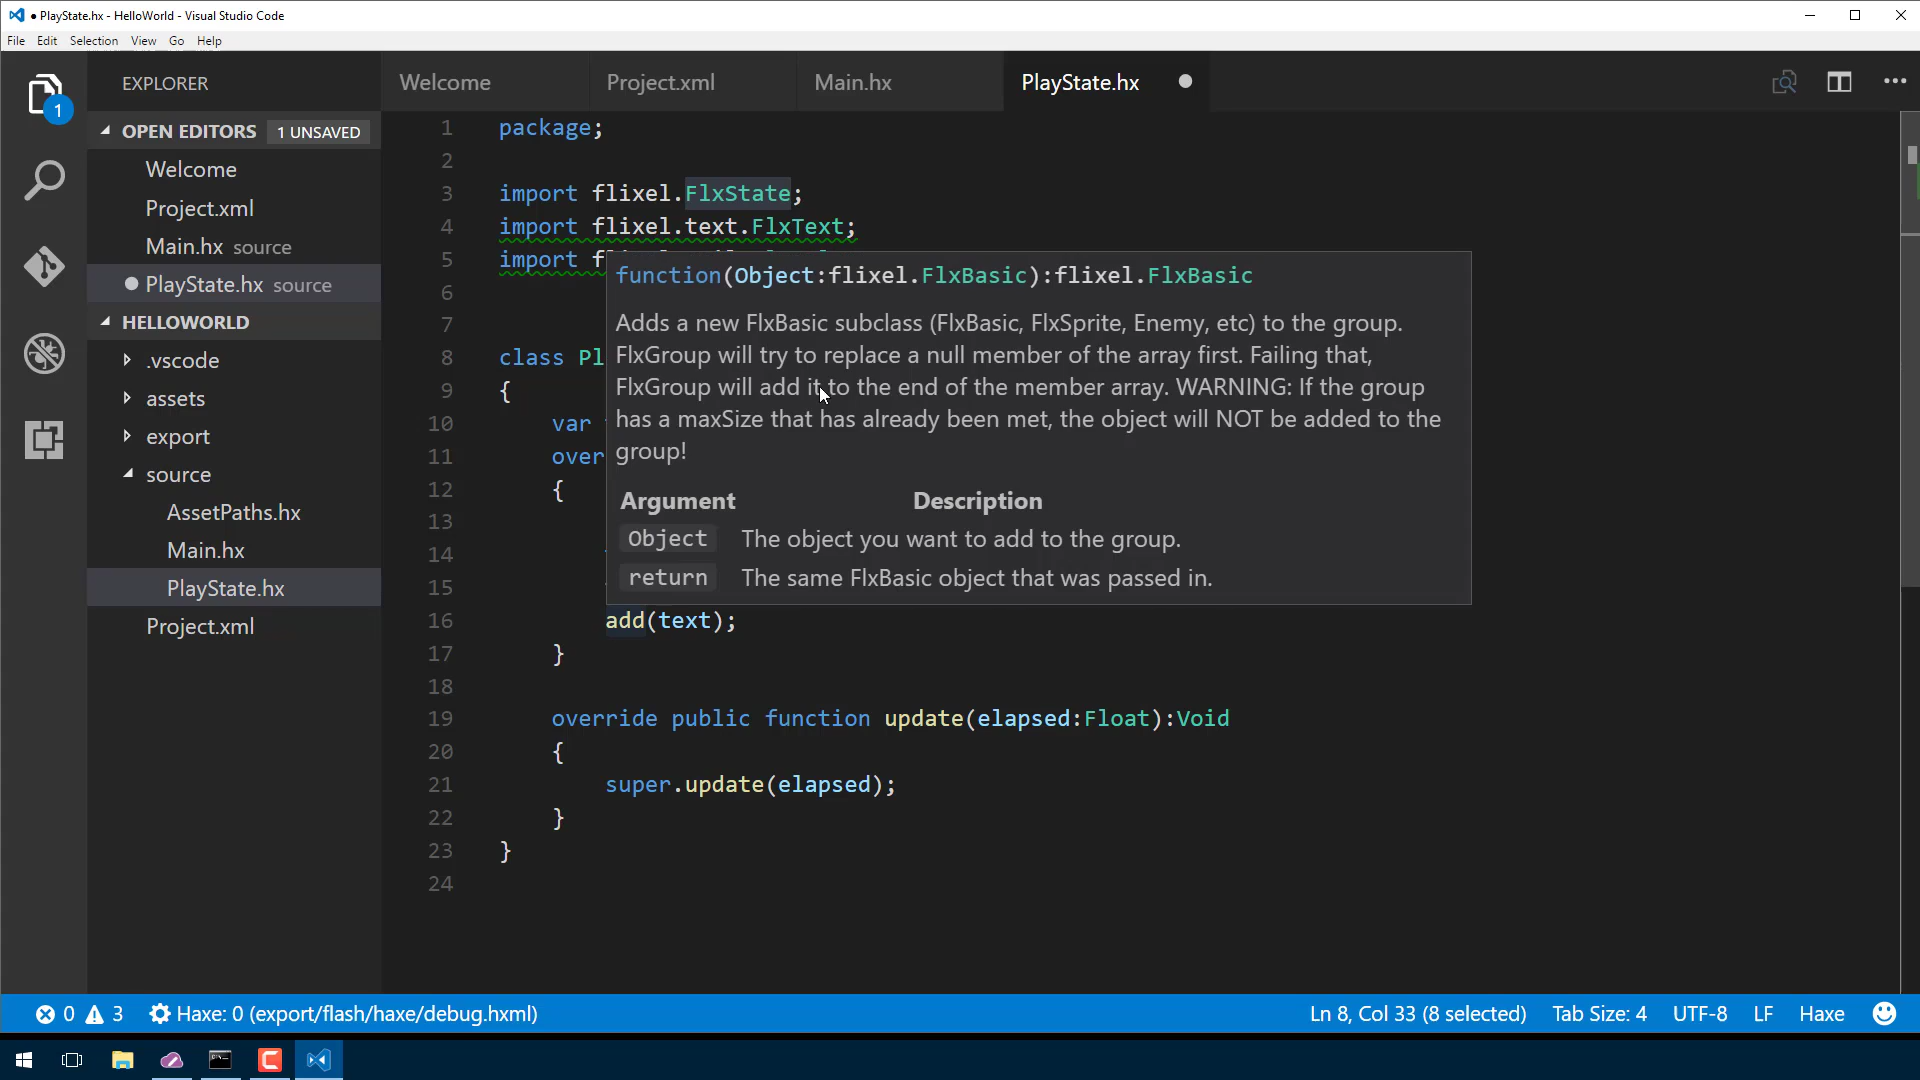 ● PlayState.hx - HelloWorld - Visual Studio Code
File Edit Selection View Go Help
1
EXPLORER
OPEN EDITORS 1 UNSAVED
Welcome
Project.xml
Main.hx source
PlayState.hx source
HELLOWORLD
.vscode
assets
export
source
AssetPaths.hx
Main.hx
PlayState.hx
Project.xml
Welcome Project.xml Main.hx PlayState.hx
1 package;
2
3 import flixel.FlxState;
4 import flixel.text.FlxText;
5 import
6
7
8 class Pl
9 {
10 var
11 over
12 {
13
14
15
16 add(text);
17 }
18
19 override public function update(elapsed:Float):Void
20 {
21 super.update(elapsed);
22 }
23 }
24
function(Object:flixel.FlxBasic):flixel.FlxBasic
Adds a new FlxBasic subclass (FlxBasic, FlxSprite, Enemy, etc) to the group.
FlxGroup will try to replace a null member of the array first. Failing that,
FlxGroup will add it to the end of the member array. WARNING: If the group
has a maxSize that has already been met, the object will NOT be added to the
group!
Argument Description
Object The object you want to add to the group.
return The same FlxBasic object that was passed in.
0 3 Haxe: 0 (export/flash/haxe/debug.hxml) Ln 8, Col 33 (8 selected) Tab Size: 4 UTF-8 LF Haxe